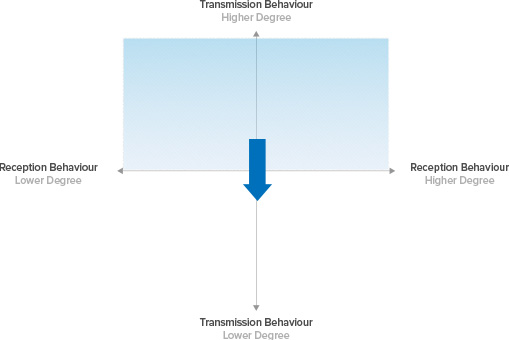 Transmission Behaviour
Higher Degree
Reception Behaviour
Lower Degree
Reception Behaviour
Higher Degree
Transmission Behaviour
Lower Degree